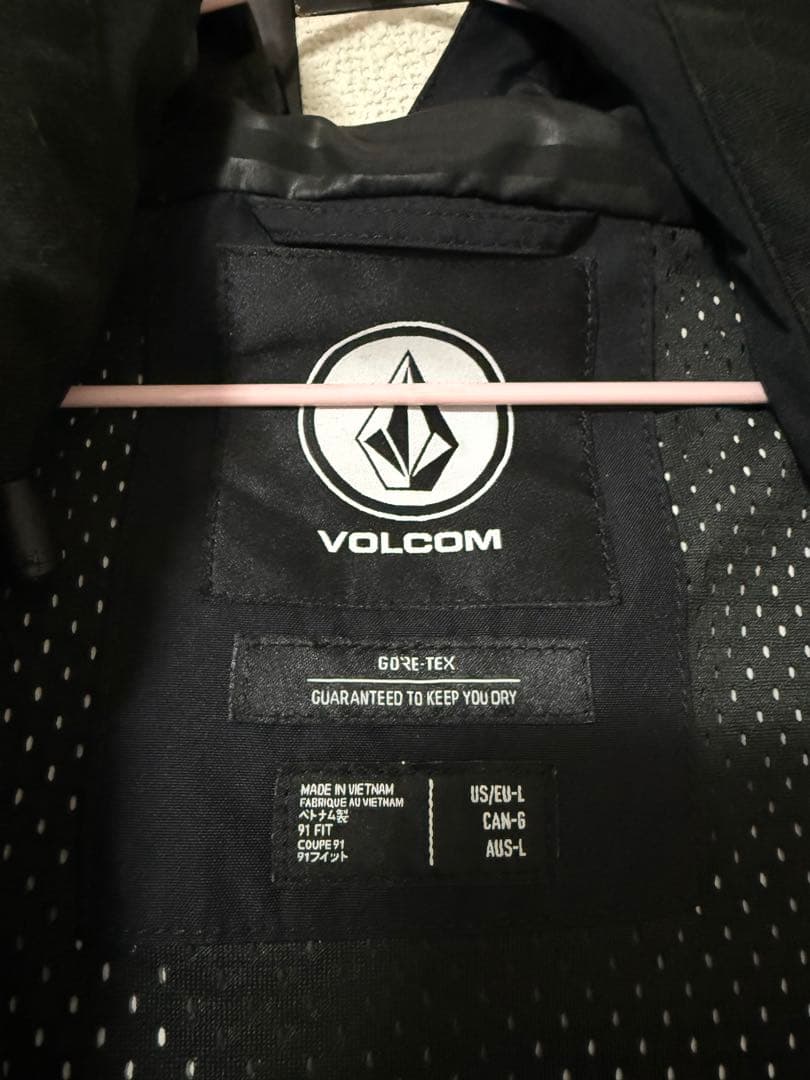 VOLCOM
GORE-TEX
GUARANTEED TO KEEP YOU DRY
MADE IN VIETNAM
FABRIQUE AU VIETNAM
ベトナム製
91 FIT
COUPE 91
91フィット
US/EU-L
CAN-G
AUS-L